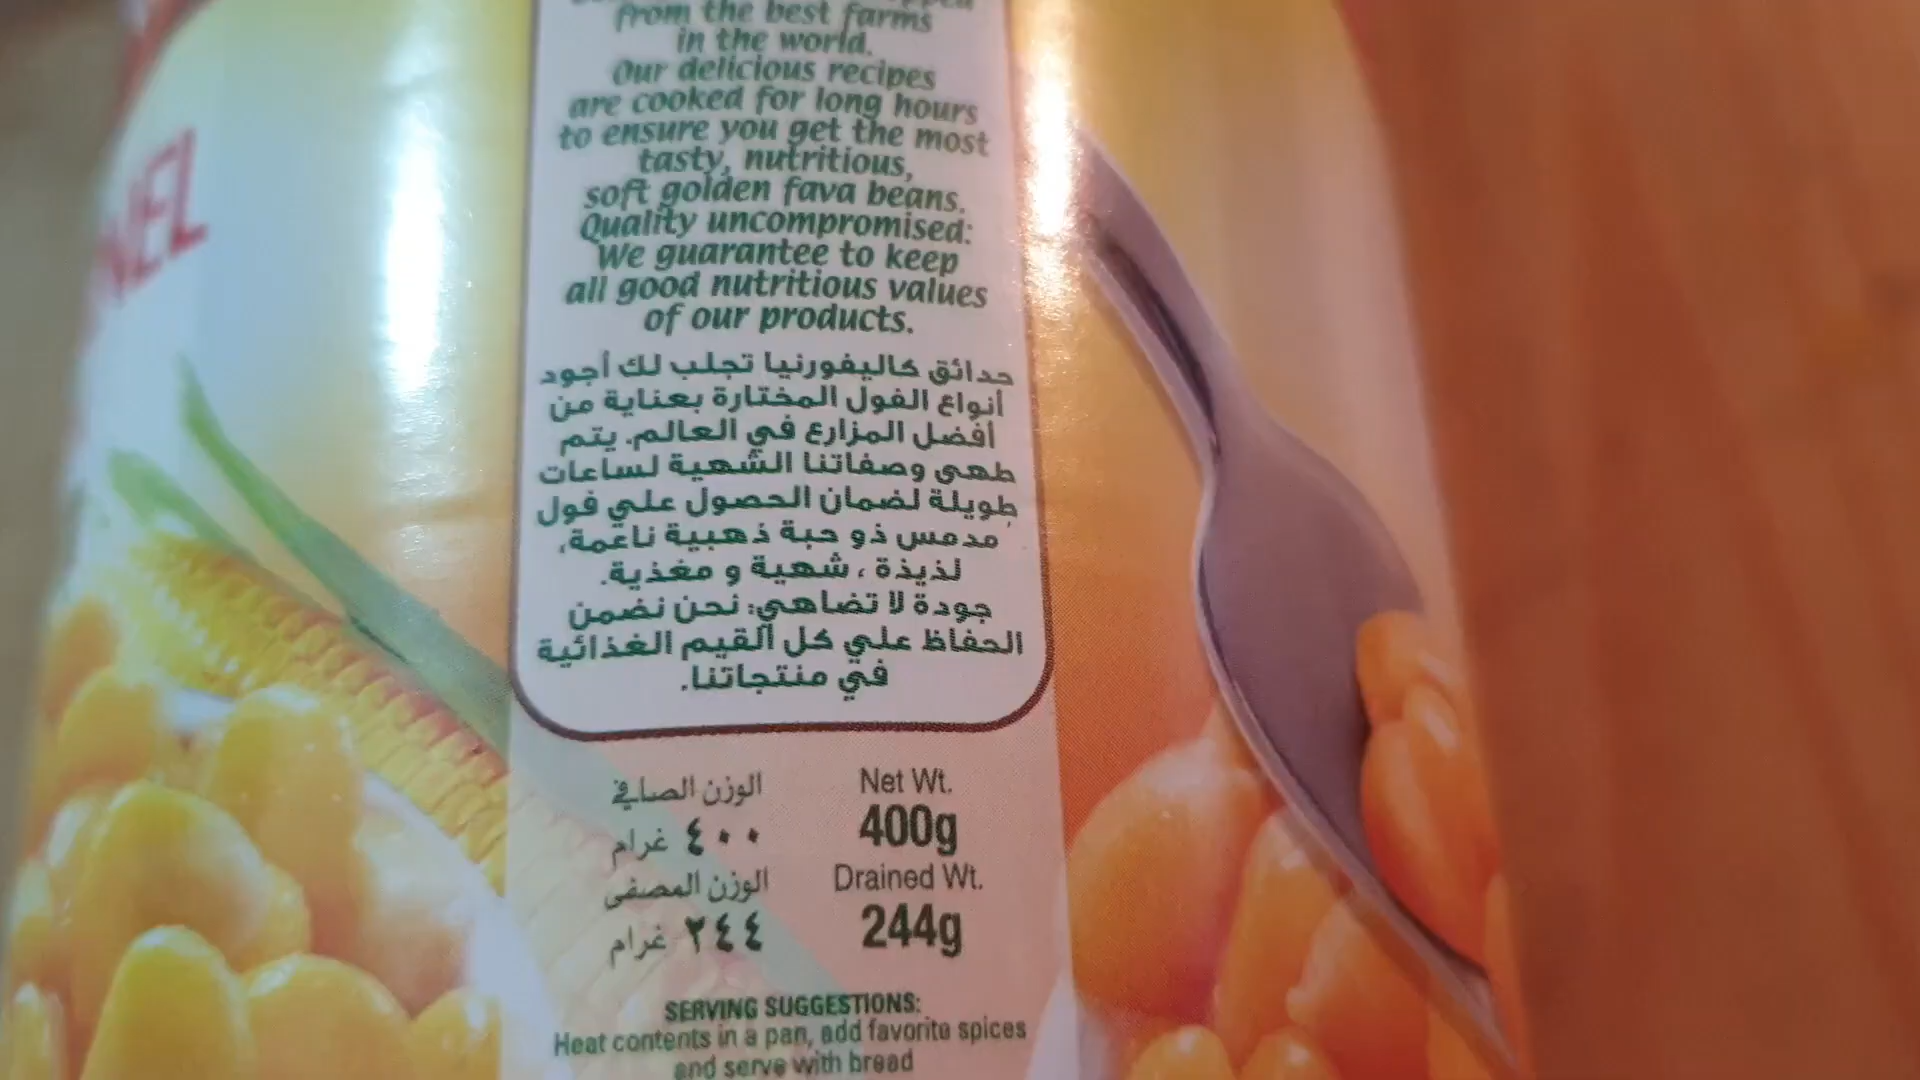 from the best farms
in the world.
Our delicious recipes
are cooked for long hours
to ensure you get the most
tasty, nutritious,
soft golden fava beans.
Quality uncompromised:
We guarantee to keep
all good nutritious values
of our products.
حدائق كاليفورنيا تجلب لك أجود
أنواع الفول المختارة بعناية من
أفضل المزارع في العالم. يتم
طهي وصفاتنا الشهية لساعات
طويلة لضمان الحصول علي فول
مدمس ذو حبة ذهبية ناعمة،
لذيذة ، شهية و مغذية.
جودة لا تضاهي: نحن نضمن
الحفاظ علي كل القيم الغذائية
في منتجاتنا.
Net Wt.
400g
Drained Wt.
244g
الوزن الصافي
٤٠٠ غرام
الوزن المصفى
٢٤٤ غرام
SERVING SUGGESTIONS:
Heat contents in a pan, add favorite spices
and serve with bread